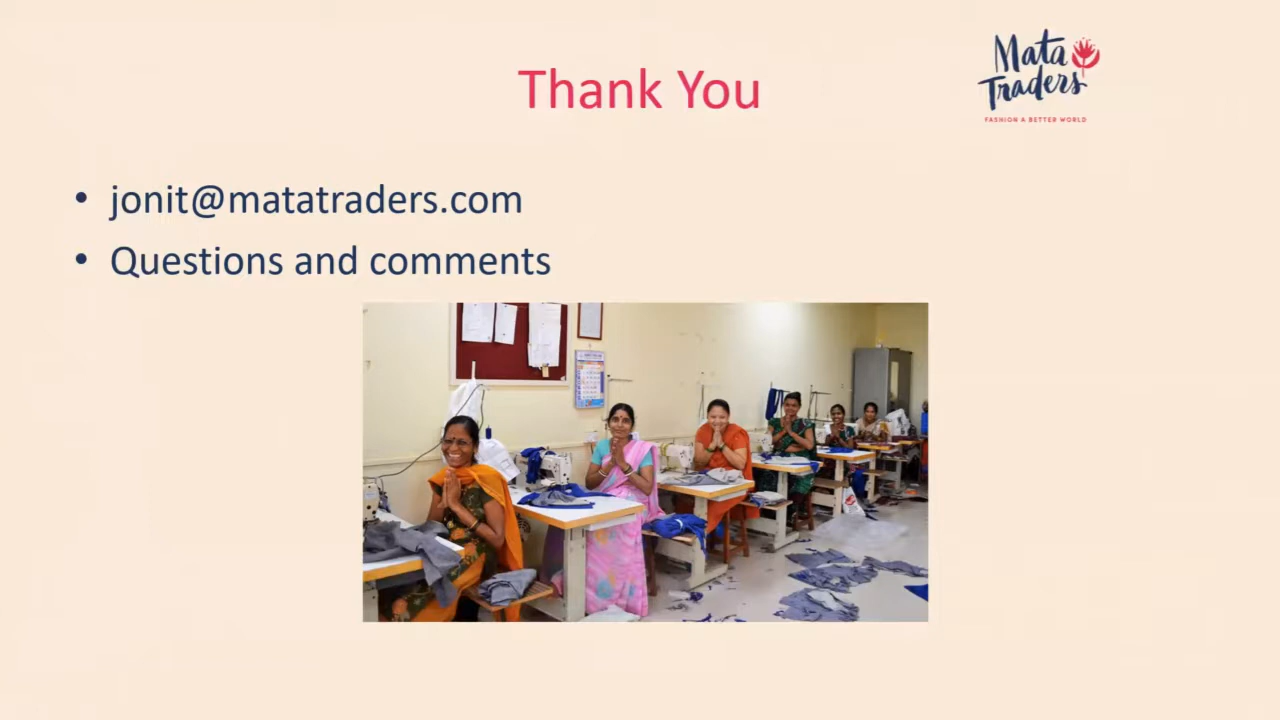 Thank You
Mata
Traders
FASHION A BETTER WORLD
• jonit@matatraders.com
• Questions and comments